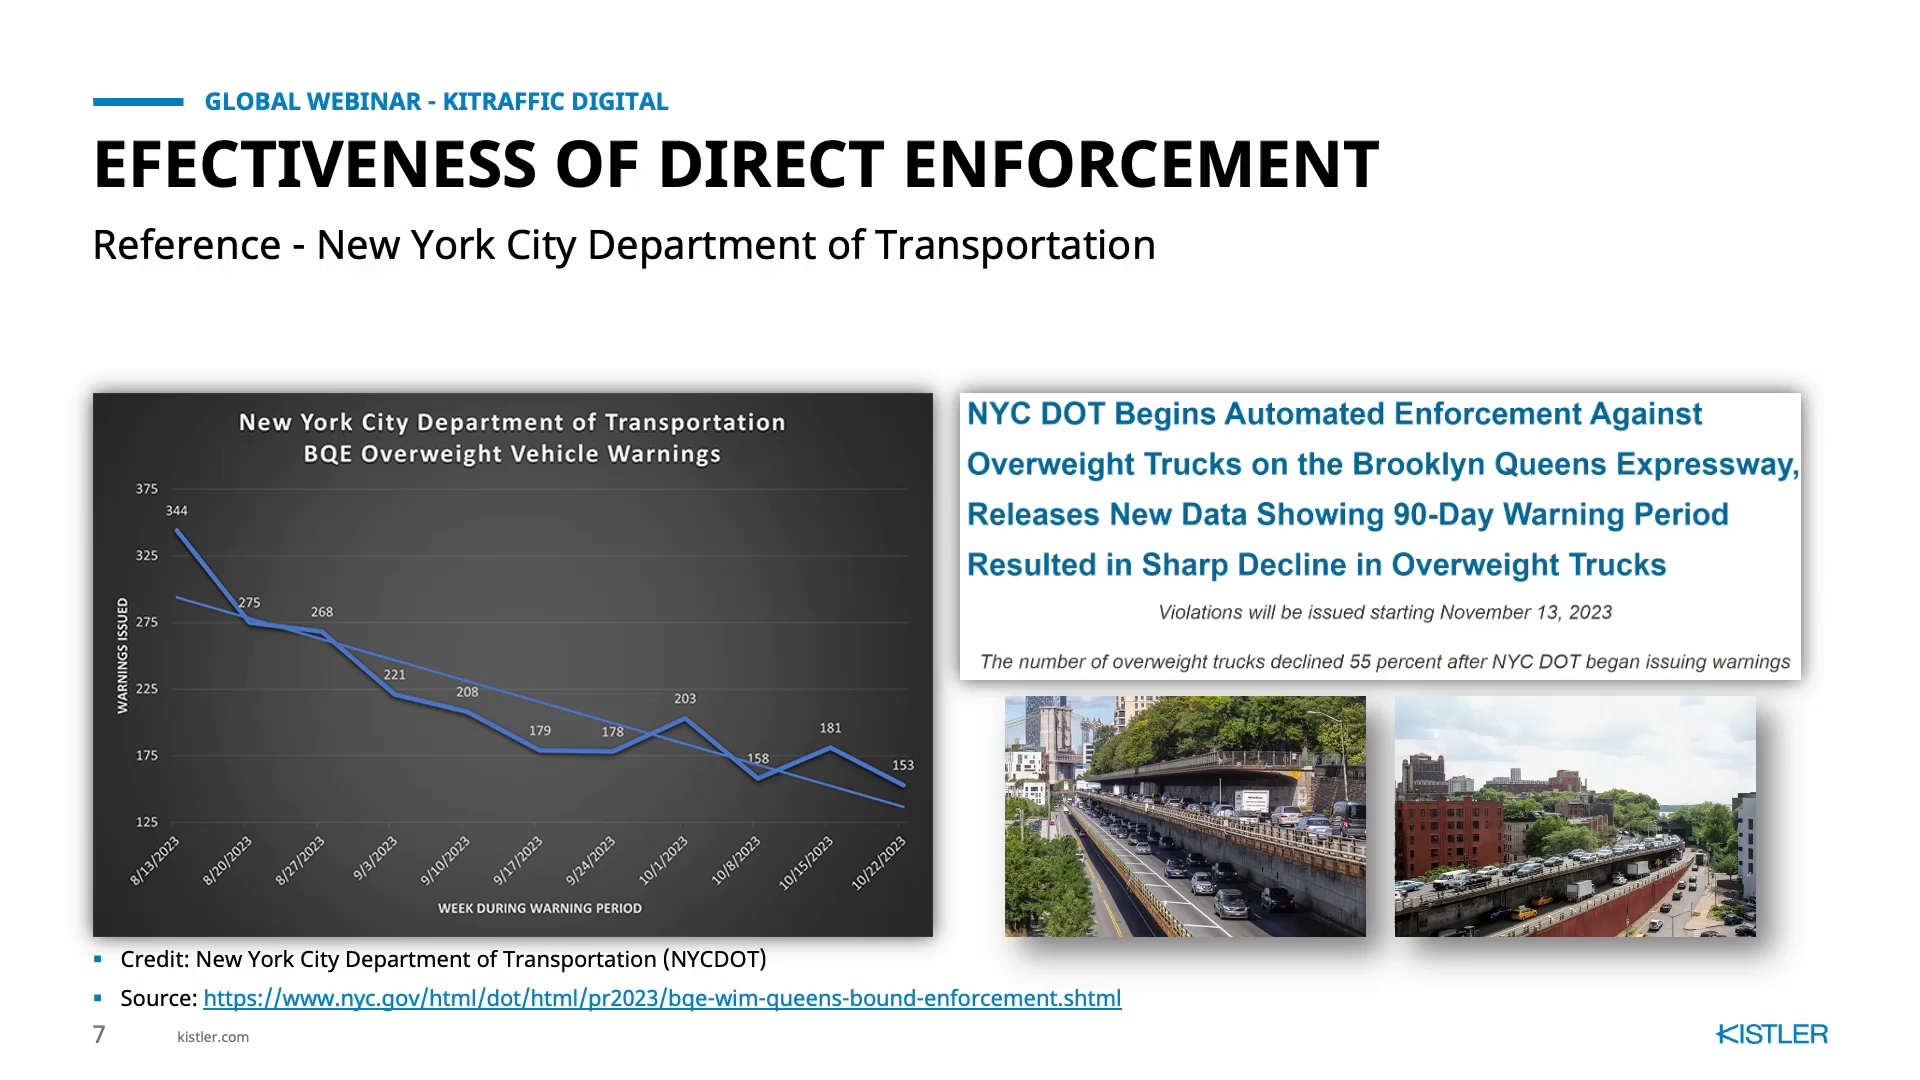 GLOBAL WEBINAR - KITRAFFIC DIGITAL
EFECTIVENESS OF DIRECT ENFORCEMENT
Reference - New York City Department of Transportation
New York City Department of Transportation
BQE Overweight Vehicle Warnings
WARNINGS ISSUED
375
325
275
225
175
125
344
275
268
221
208
179
178
203
158
181
153
8/13/2023
8/20/2023
8/27/2023
9/3/2023
9/10/2023
9/17/2023
9/24/2023
10/1/2023
10/8/2023
10/15/2023
10/22/2023
WEEK DURING WARNING PERIOD
NYC DOT Begins Automated Enforcement Against
Overweight Trucks on the Brooklyn Queens Expressway,
Releases New Data Showing 90-Day Warning Period
Resulted in Sharp Decline in Overweight Trucks
Violations will be issued starting November 13, 2023
The number of overweight trucks declined 55 percent after NYC DOT began issuing warnings
▪ Credit: New York City Department of Transportation (NYCDOT)
▪ Source: https://www.nyc.gov/html/dot/html/pr2023/bqe-wim-queens-bound-enforcement.shtml
7
kistler.com
KISTLER